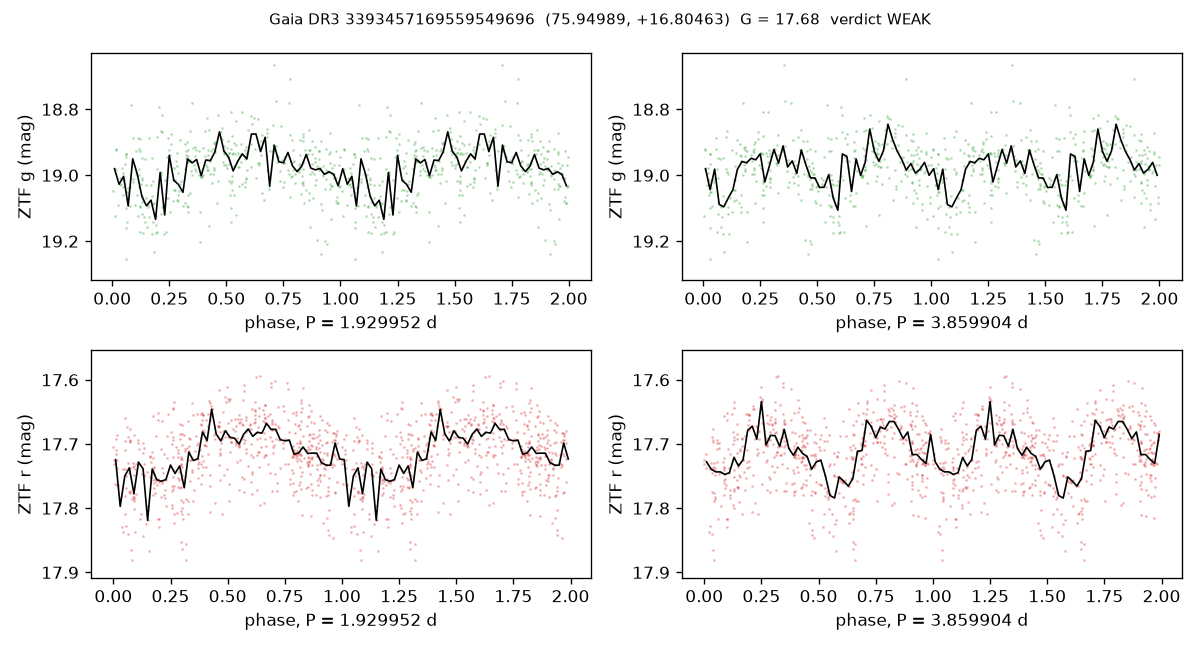 Gaia DR3 3393457169559549696 (75.94989, +16.80463) G = 17.68 verdict WEAK
ZTF g (mag)
18.8
19.0
19.2
0.00 0.25 0.50 0.75 1.00 1.25 1.50 1.75 2.00
phase, P = 1.929952 d
ZTF g (mag)
18.8
19.0
19.2
0.00 0.25 0.50 0.75 1.00 1.25 1.50 1.75 2.00
phase, P = 3.859904 d
ZTF r (mag)
17.6
17.7
17.8
17.9
0.00 0.25 0.50 0.75 1.00 1.25 1.50 1.75 2.00
phase, P = 1.929952 d
ZTF r (mag)
17.6
17.7
17.8
17.9
0.00 0.25 0.50 0.75 1.00 1.25 1.50 1.75 2.00
phase, P = 3.859904 d